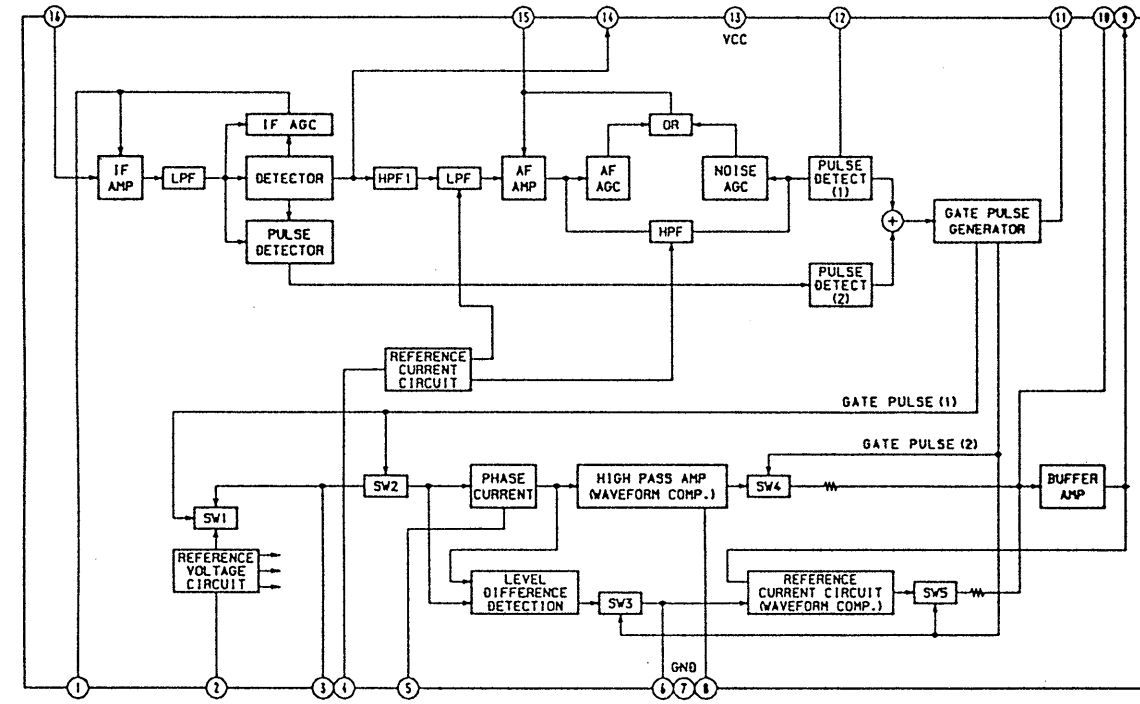 16
15
14
13
12
11
10
9
VCC
IF AGC
OR
IF
AMP
LPF
DETECTOR
HPF1
LPF
AF
AMP
AF
AGC
NOISE
AGC
PULSE
DETECT
(1)
PULSE
DETECTOR
HPF
+
GATE PULSE
GENERATOR
PULSE
DETECT
(2)
REFERENCE
CURRENT
CIRCUIT
GATE PULSE (1)
GATE PULSE (2)
SW2
PHASE
CURRENT
HIGH PASS AMP
(WAVEFORM COMP.)
SW4
BUFFER
AMP
SW1
REFERENCE
VOLTAGE
CIRCUIT
LEVEL
DIFFERENCE
DETECTION
SW3
REFERENCE
CURRENT CIRCUIT
(WAVEFORM COMP.)
SW5
GND
1
2
3
4
5
6
7
8